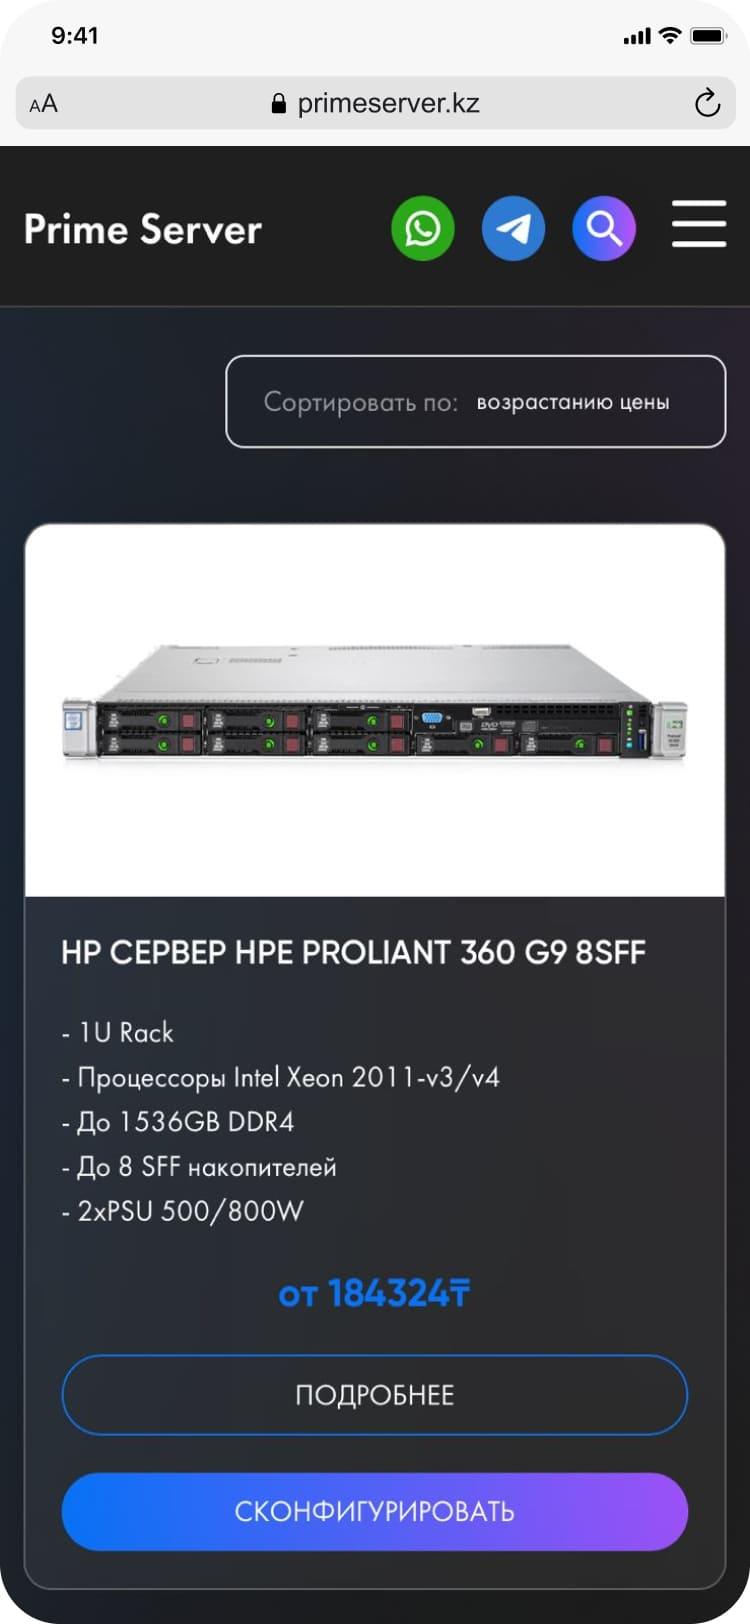 9:41
AA
primeserver.kz
Prime Server
Сортировать по: возрастанию цены
HP СЕРВЕР HPE PROLIANT 360 G9 8SFF
- 1U Rack
- Процессоры Intel Xeon 2011-v3/v4
- До 1536GB DDR4
- До 8 SFF накопителей
- 2xPSU 500/800W
от 184324₸
ПОДРОБНЕЕ
СКОНФИГУРИРОВАТЬ